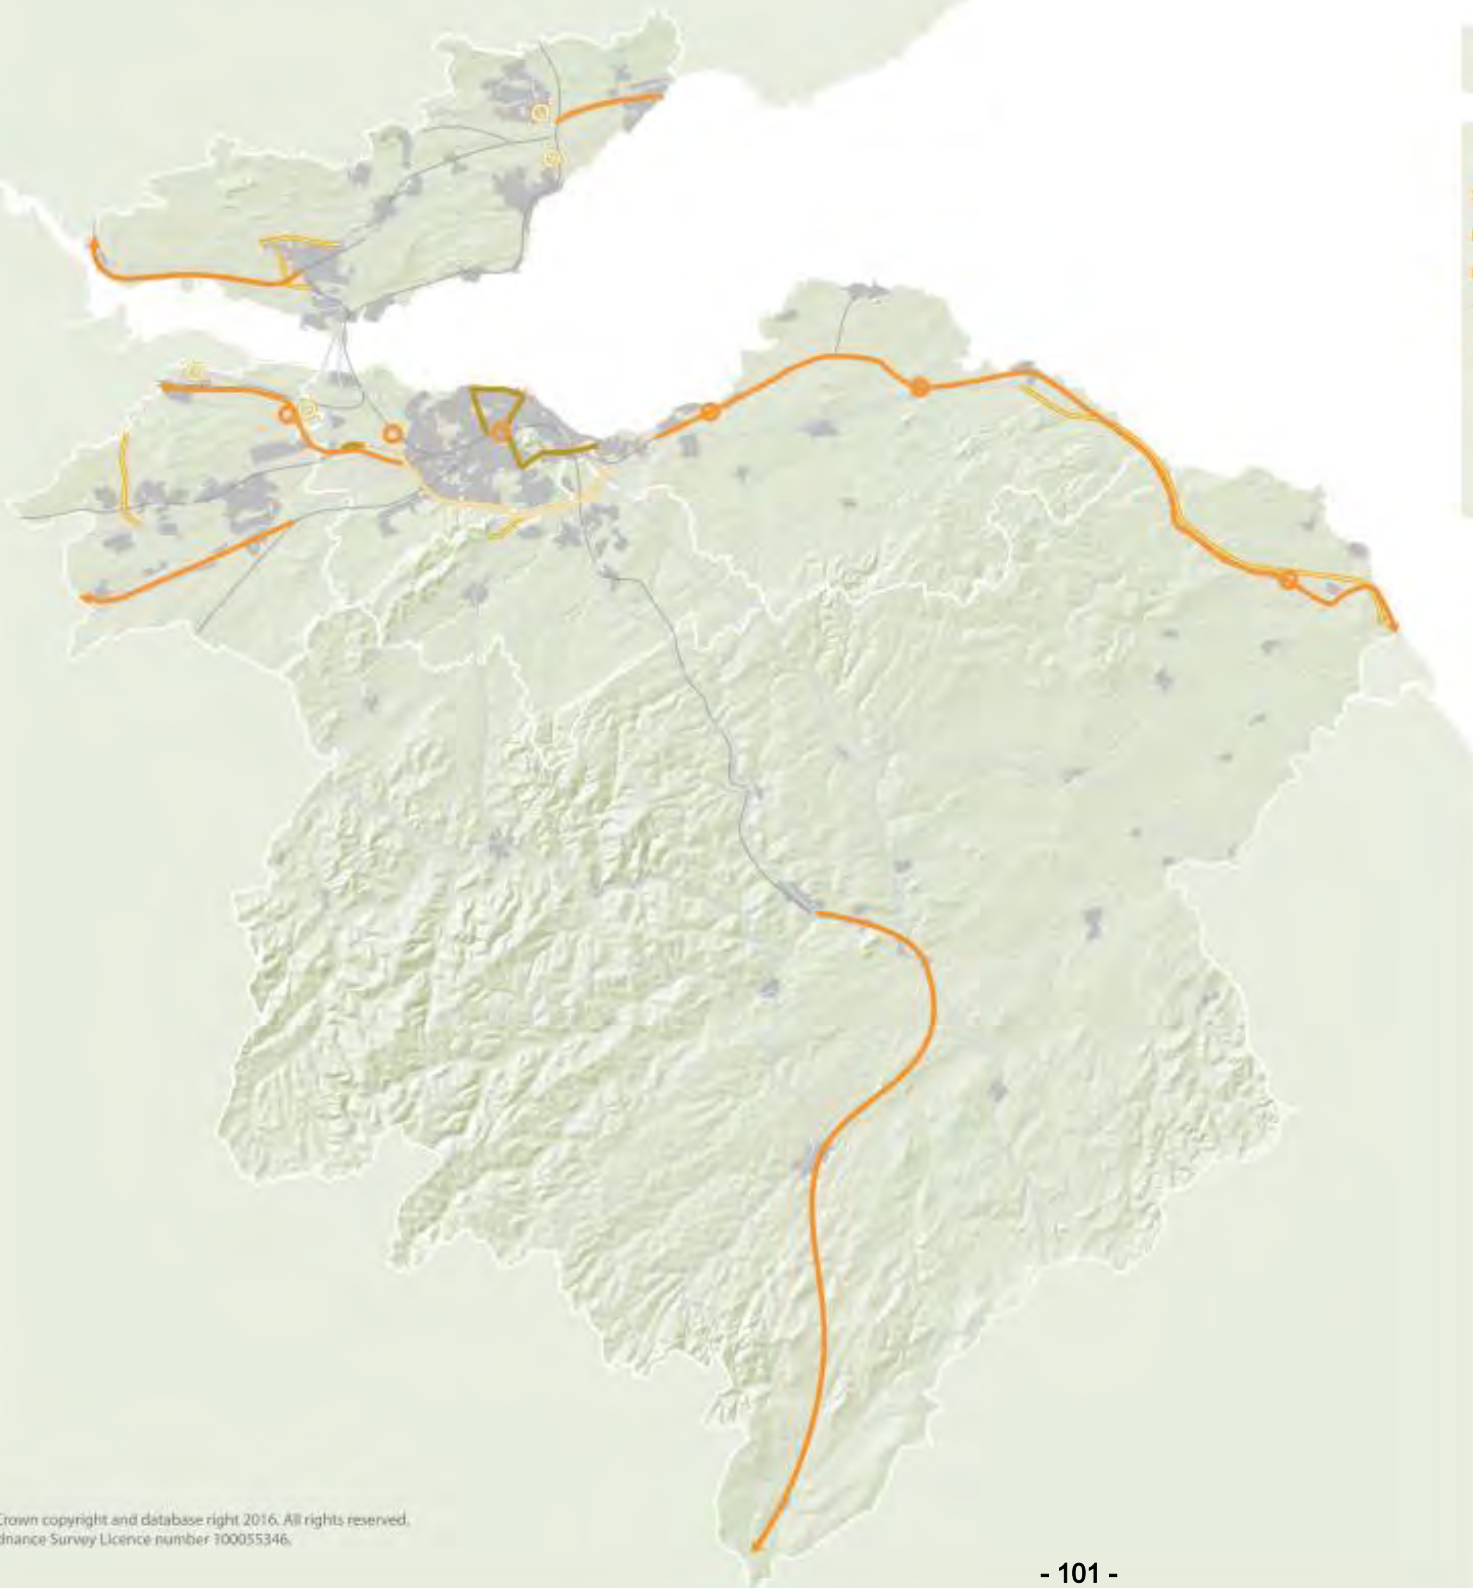 Crown copyright and database right 2016. All rights reserved.
dnance Survey Licence number 100055346.
- 101 -